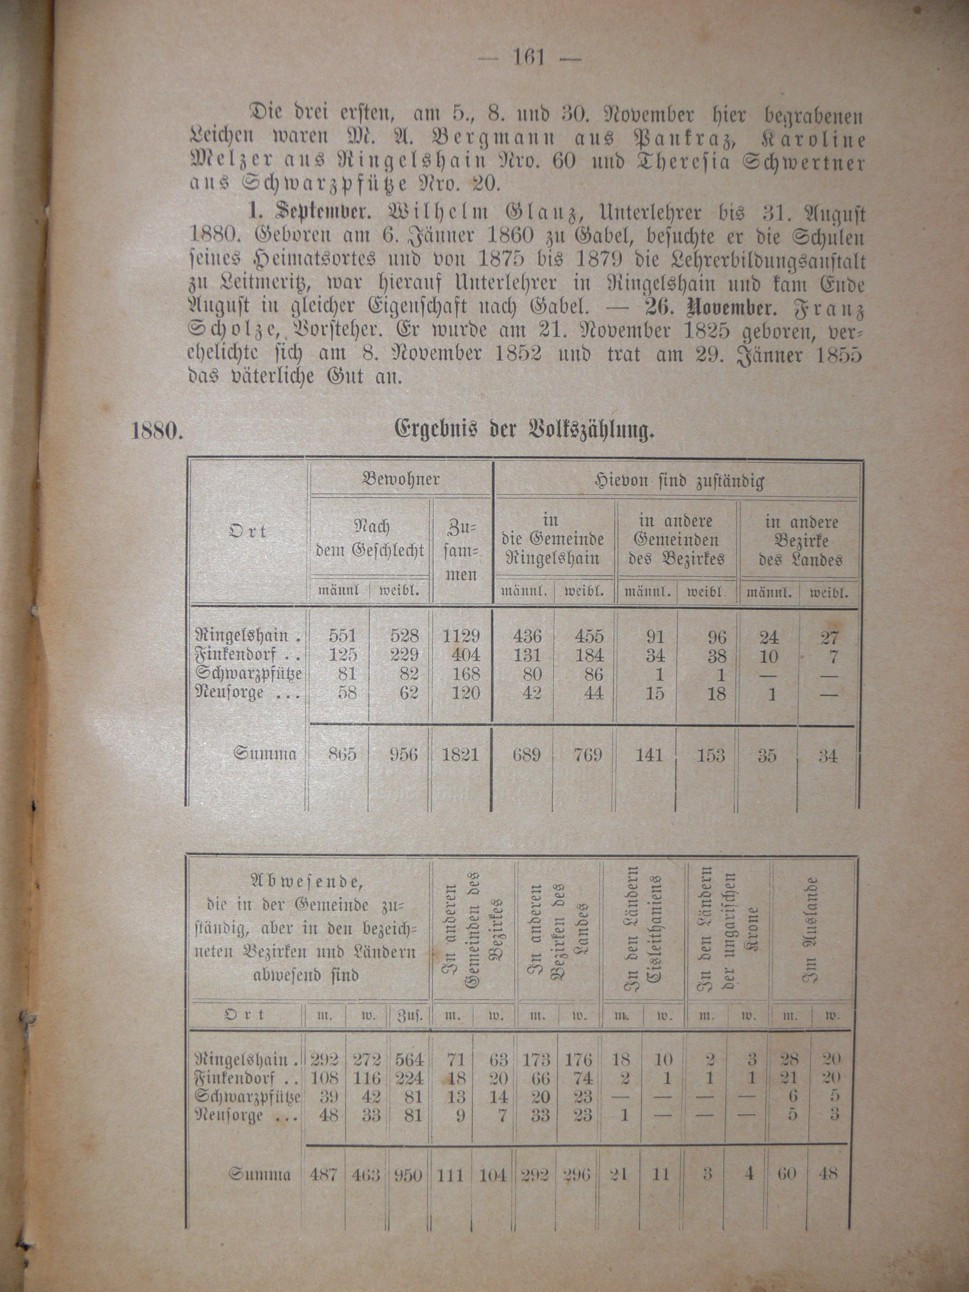 — 161 —
Die drei ersten, am 5., 8. und 30. November hier begrabenen
Leichen waren M. A. Bergmann aus Pankraz, Karoline
Melzer aus Ringelshain Nro. 60 und Theresia Schwertner
aus Schwarzpfütze Nro. 20.
1. September. Wilhelm Glanz, Unterlehrer bis 31. August
1880. Geboren am 6. Jänner 1860 zu Gabel, besuchte er die Schulen
seines Heimatsortes und von 1875 bis 1879 die Lehrerbildungsanstalt
zu Leitmeritz, war hierauf Unterlehrer in Ringelshain und kam Ende
August in gleicher Eigenschaft nach Gabel. — 26. November. Franz
Scholze, Vorsteher. Er wurde am 21. November 1825 geboren, ver-
ehelichte sich am 8. November 1852 und trat am 29. Jänner 1855
das väterliche Gut an.
1880. Ergebnis der Volkszählung.
Ort
Bewohner
Nach
dem Geschlecht
Zu-
sam-
men
Hievon sind zuständig
in
die Gemeinde
Ringelshain
in andere
Gemeinden
des Bezirkes
in andere
Bezirke
des Landes
männl weibl. männl. weibl. männl. weibl männl. weibl.
Ringelshain . 551 528 1129 436 455 91 96 24 27
Finkendorf . . 125 229 404 131 184 34 38 10 7
Schwarzpfütze 81 82 168 80 86 1 1 — —
Neusorge ... 58 62 120 42 44 15 18 1 —
Summa 865 956 1821 689 769 141 153 35 34
Abwesende,
die in der Gemeinde zu-
ständig, aber in den bezeich-
neten Bezirken und Ländern
abwesend sind
In anderen
Gemeinden des
Bezirkes
In anderen
Bezirken des
Landes
In den Ländern
Cisleithaniens
In den Ländern
der ungarischen
Krone
Im Auslande
Ort m. w. Zus. m. w. m. w. m. w. m. w. m. w.
Ringelshain . 292 272 564 71 63 173 176 18 10 2 3 28 20
Finkendorf . . 108 116 224 18 20 66 74 2 1 1 1 21 20
Schwarzpfütze 39 42 81 13 14 20 23 — — — — 6 5
Neusorge ... 48 33 81 9 7 33 23 1 — — — 5 3
Summa 487 463 950 111 104 292 296 21 11 3 4 60 48